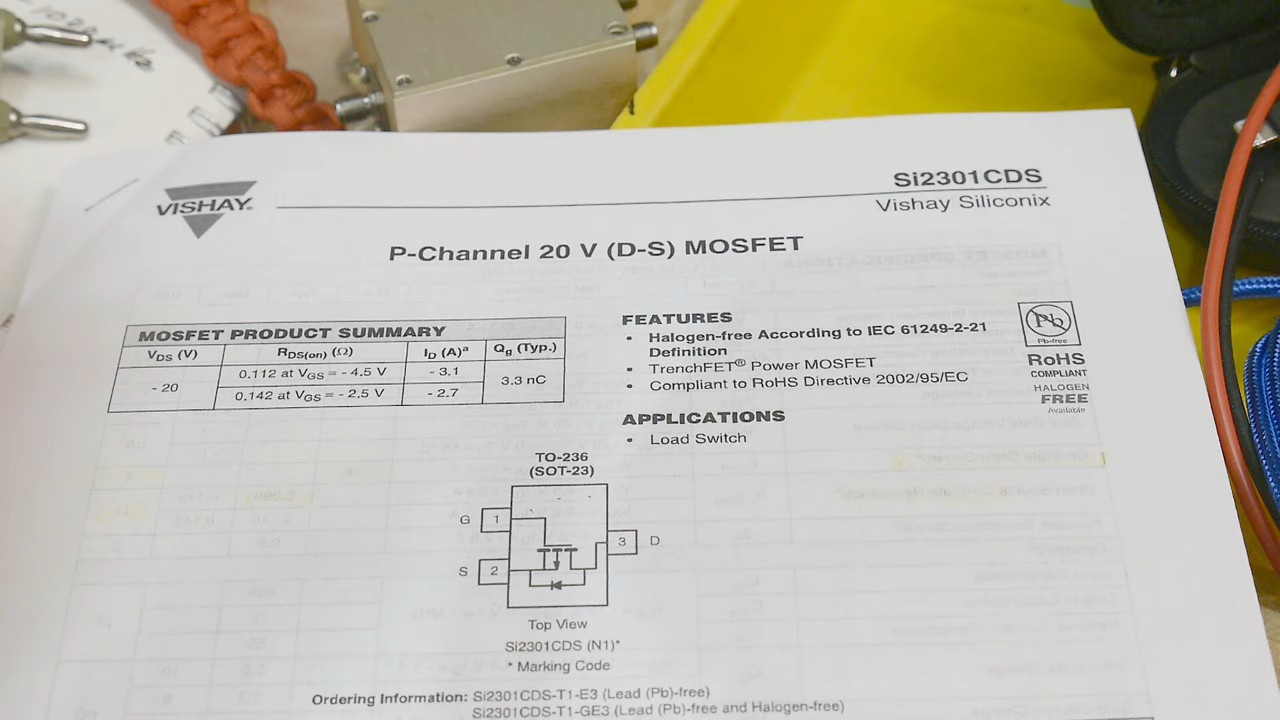 Si2301CDS
VISHAY.
Vishay Siliconix
P-Channel 20 V (D-S) MOSFET
MOSFET PRODUCT SUMMARY
VDS (V) RDS(on) (Ω) ID (A)a Qg (Typ.)
- 20 0.112 at VGS = - 4.5 V - 3.1 3.3 nC
0.142 at VGS = - 2.5 V - 2.7
FEATURES
• Halogen-free According to IEC 61249-2-21
Definition
• TrenchFET® Power MOSFET
• Compliant to RoHS Directive 2002/95/EC
Pb
Pb-free
RoHS
COMPLIANT
HALOGEN
FREE
Available
APPLICATIONS
• Load Switch
TO-236
(SOT-23)
G 1
3 D
S 2
Top View
Si2301CDS (N1)*
* Marking Code
Ordering Information: Si2301CDS-T1-E3 (Lead (Pb)-free)
Si2301CDS-T1-GE3 (Lead (Pb)-free and Halogen-free)